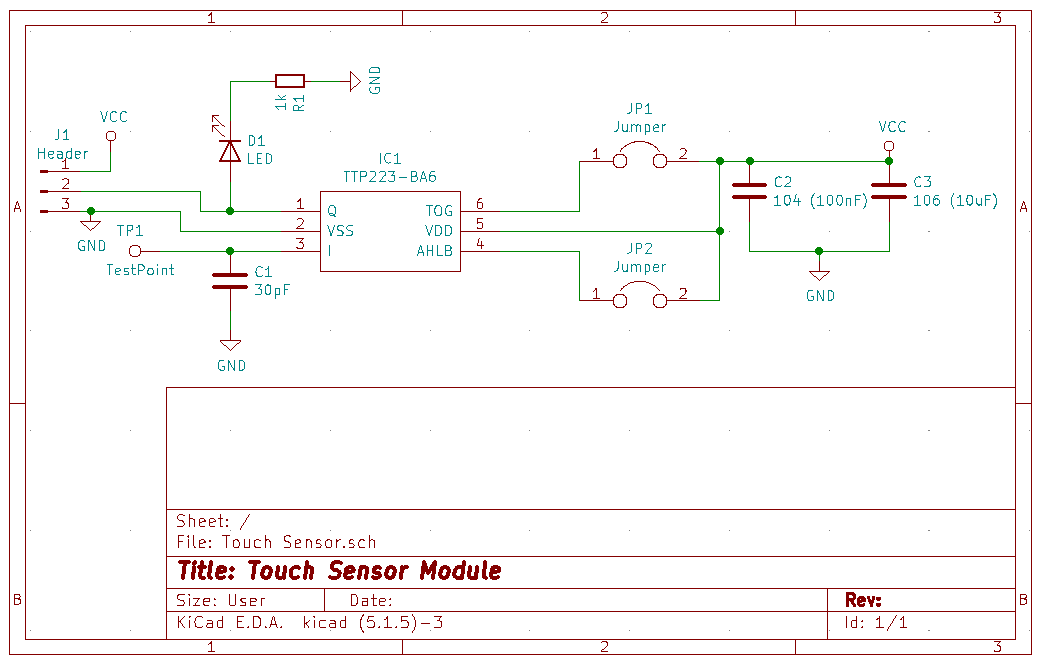 1 2 3
1k
R1
GND
VCC
JP1
Jumper
VCC
J1
Header
D1
LED
IC1
TTP223-BA6
1
2
3
1 2
C2
104 (100nF)
C3
106 (10uF)
A
A
1 Q TOG 6
2 VSS VDD 5
3 I AHLB 4
GND
TP1
TestPoint
JP2
Jumper
1 2
C1
30pF
GND
GND
Sheet: /
File: Touch Sensor.sch
Title: Touch Sensor Module
Size: User Date: Rev:
KiCad E.D.A. kicad (5.1.5)-3 Id: 1/1
B
B
1 2 3